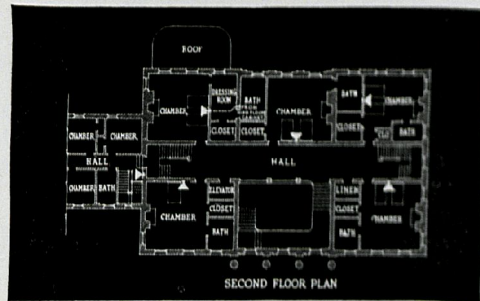 ROOF
DRESSING
ROOM
BATH
BATH
CHAMBER
CHAMBER
CHAMBER
CLOSET
CLOSET
CLOSET
BATH
CHAMBER
CHAMBER
HALL
HALL
CHAMBER
BATH
CHAMBER
ELEVATOR
CLOSET
BATH
LINEN
CLOSET
BATH
CHAMBER
SECOND FLOOR PLAN